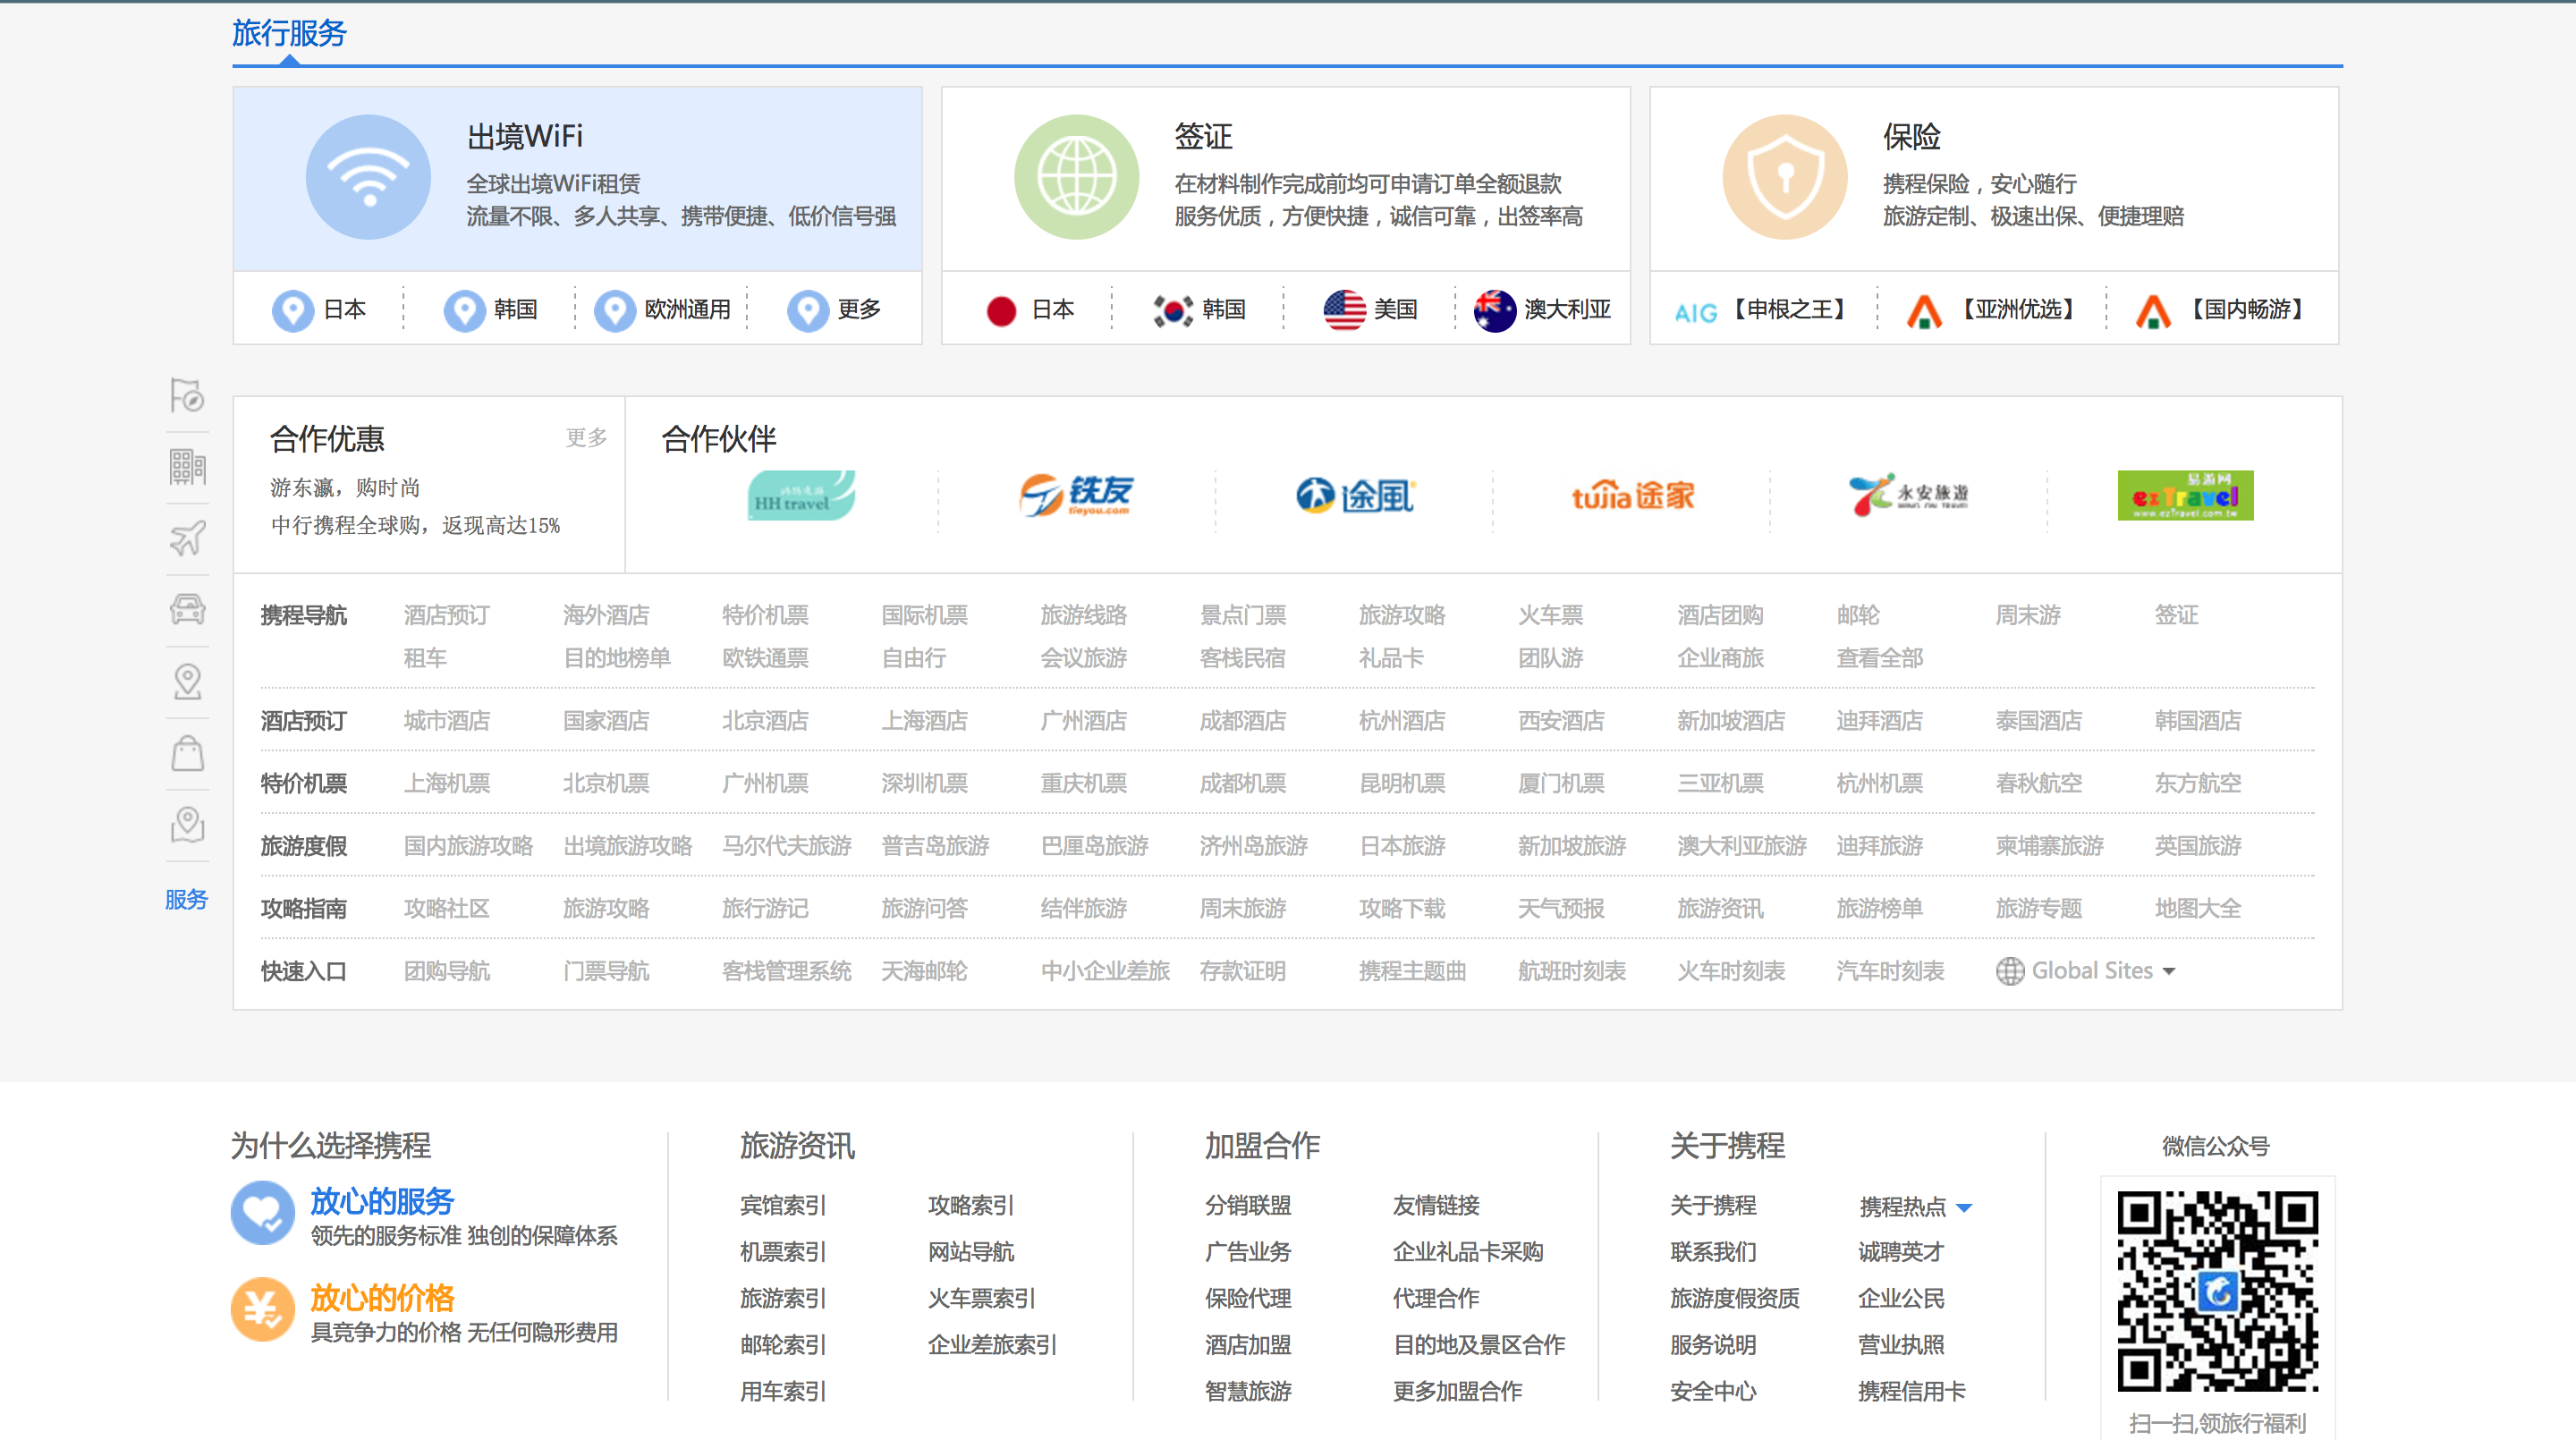 旅行服务
出境WiFi
全球出境WiFi租赁
流量不限、多人共享、携带便捷、低价信号强
日本 韩国 欧洲通用 更多
签证
在材料制作完成前均可申请订单全额退款
服务优质，方便快捷，诚信可靠，出签率高
日本 韩国 美国 澳大利亚
保险
携程保险，安心随行
旅游定制、极速出保、便捷理赔
AIG 【申根之王】 【亚洲优选】 【国内畅游】
合作优惠 更多
游东瀛，购时尚
中行携程全球购，返现高达15%
合作伙伴
HH travel
铁友
tieyou.com
途風
tujia途家
永安旅遊
WING ON TRAVEL
易游网
ezTravel
www.ezTravel.com.tw
携程导航 酒店预订 海外酒店 特价机票 国际机票 旅游线路 景点门票 旅游攻略 火车票 酒店团购 邮轮 周末游 签证
租车 目的地榜单 欧铁通票 自由行 会议旅游 客栈民宿 礼品卡 团队游 企业商旅 查看全部
酒店预订 城市酒店 国家酒店 北京酒店 上海酒店 广州酒店 成都酒店 杭州酒店 西安酒店 新加坡酒店 迪拜酒店 泰国酒店 韩国酒店
特价机票 上海机票 北京机票 广州机票 深圳机票 重庆机票 成都机票 昆明机票 厦门机票 三亚机票 杭州机票 春秋航空 东方航空
旅游度假 国内旅游攻略 出境旅游攻略 马尔代夫旅游 普吉岛旅游 巴厘岛旅游 济州岛旅游 日本旅游 新加坡旅游 澳大利亚旅游 迪拜旅游 柬埔寨旅游 英国旅游
攻略指南 攻略社区 旅游攻略 旅行游记 旅游问答 结伴旅游 周末旅游 攻略下载 天气预报 旅游资讯 旅游榜单 旅游专题 地图大全
快速入口 团购导航 门票导航 客栈管理系统 天海邮轮 中小企业差旅 存款证明 携程主题曲 航班时刻表 火车时刻表 汽车时刻表 Global Sites
服务
为什么选择携程
放心的服务
领先的服务标准 独创的保障体系
放心的价格
具竞争力的价格 无任何隐形费用
旅游资讯
宾馆索引 攻略索引
机票索引 网站导航
旅游索引 火车票索引
邮轮索引 企业差旅索引
用车索引
加盟合作
分销联盟 友情链接
广告业务 企业礼品卡采购
保险代理 代理合作
酒店加盟 目的地及景区合作
智慧旅游 更多加盟合作
关于携程
关于携程 携程热点
联系我们 诚聘英才
旅游度假资质 企业公民
服务说明 营业执照
安全中心 携程信用卡
微信公众号
扫一扫,领旅行福利